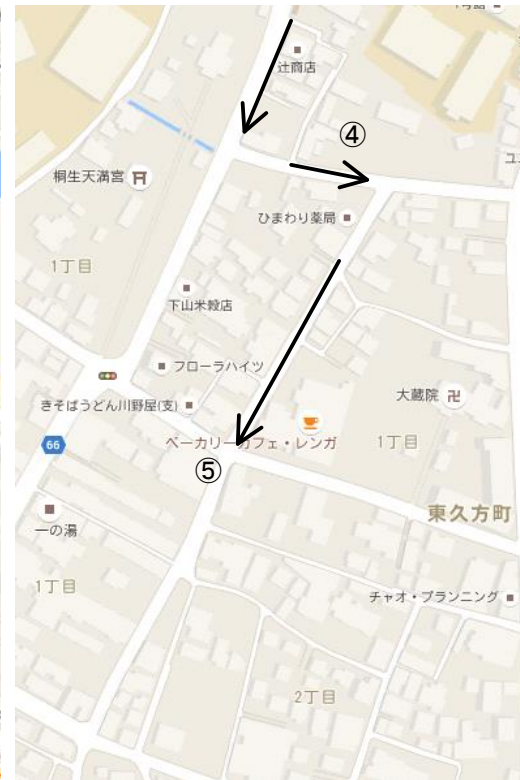 辻商店
④
桐生天満宮
ひまわり薬局
1丁目
下山米穀店
フローラハイツ
きそばうどん川野屋(支)
大蔵院
66
ベーカリーカフェ・レンガ
1丁目
⑤
東久方町
一の湯
1丁目
チャオ・プランニング
2丁目